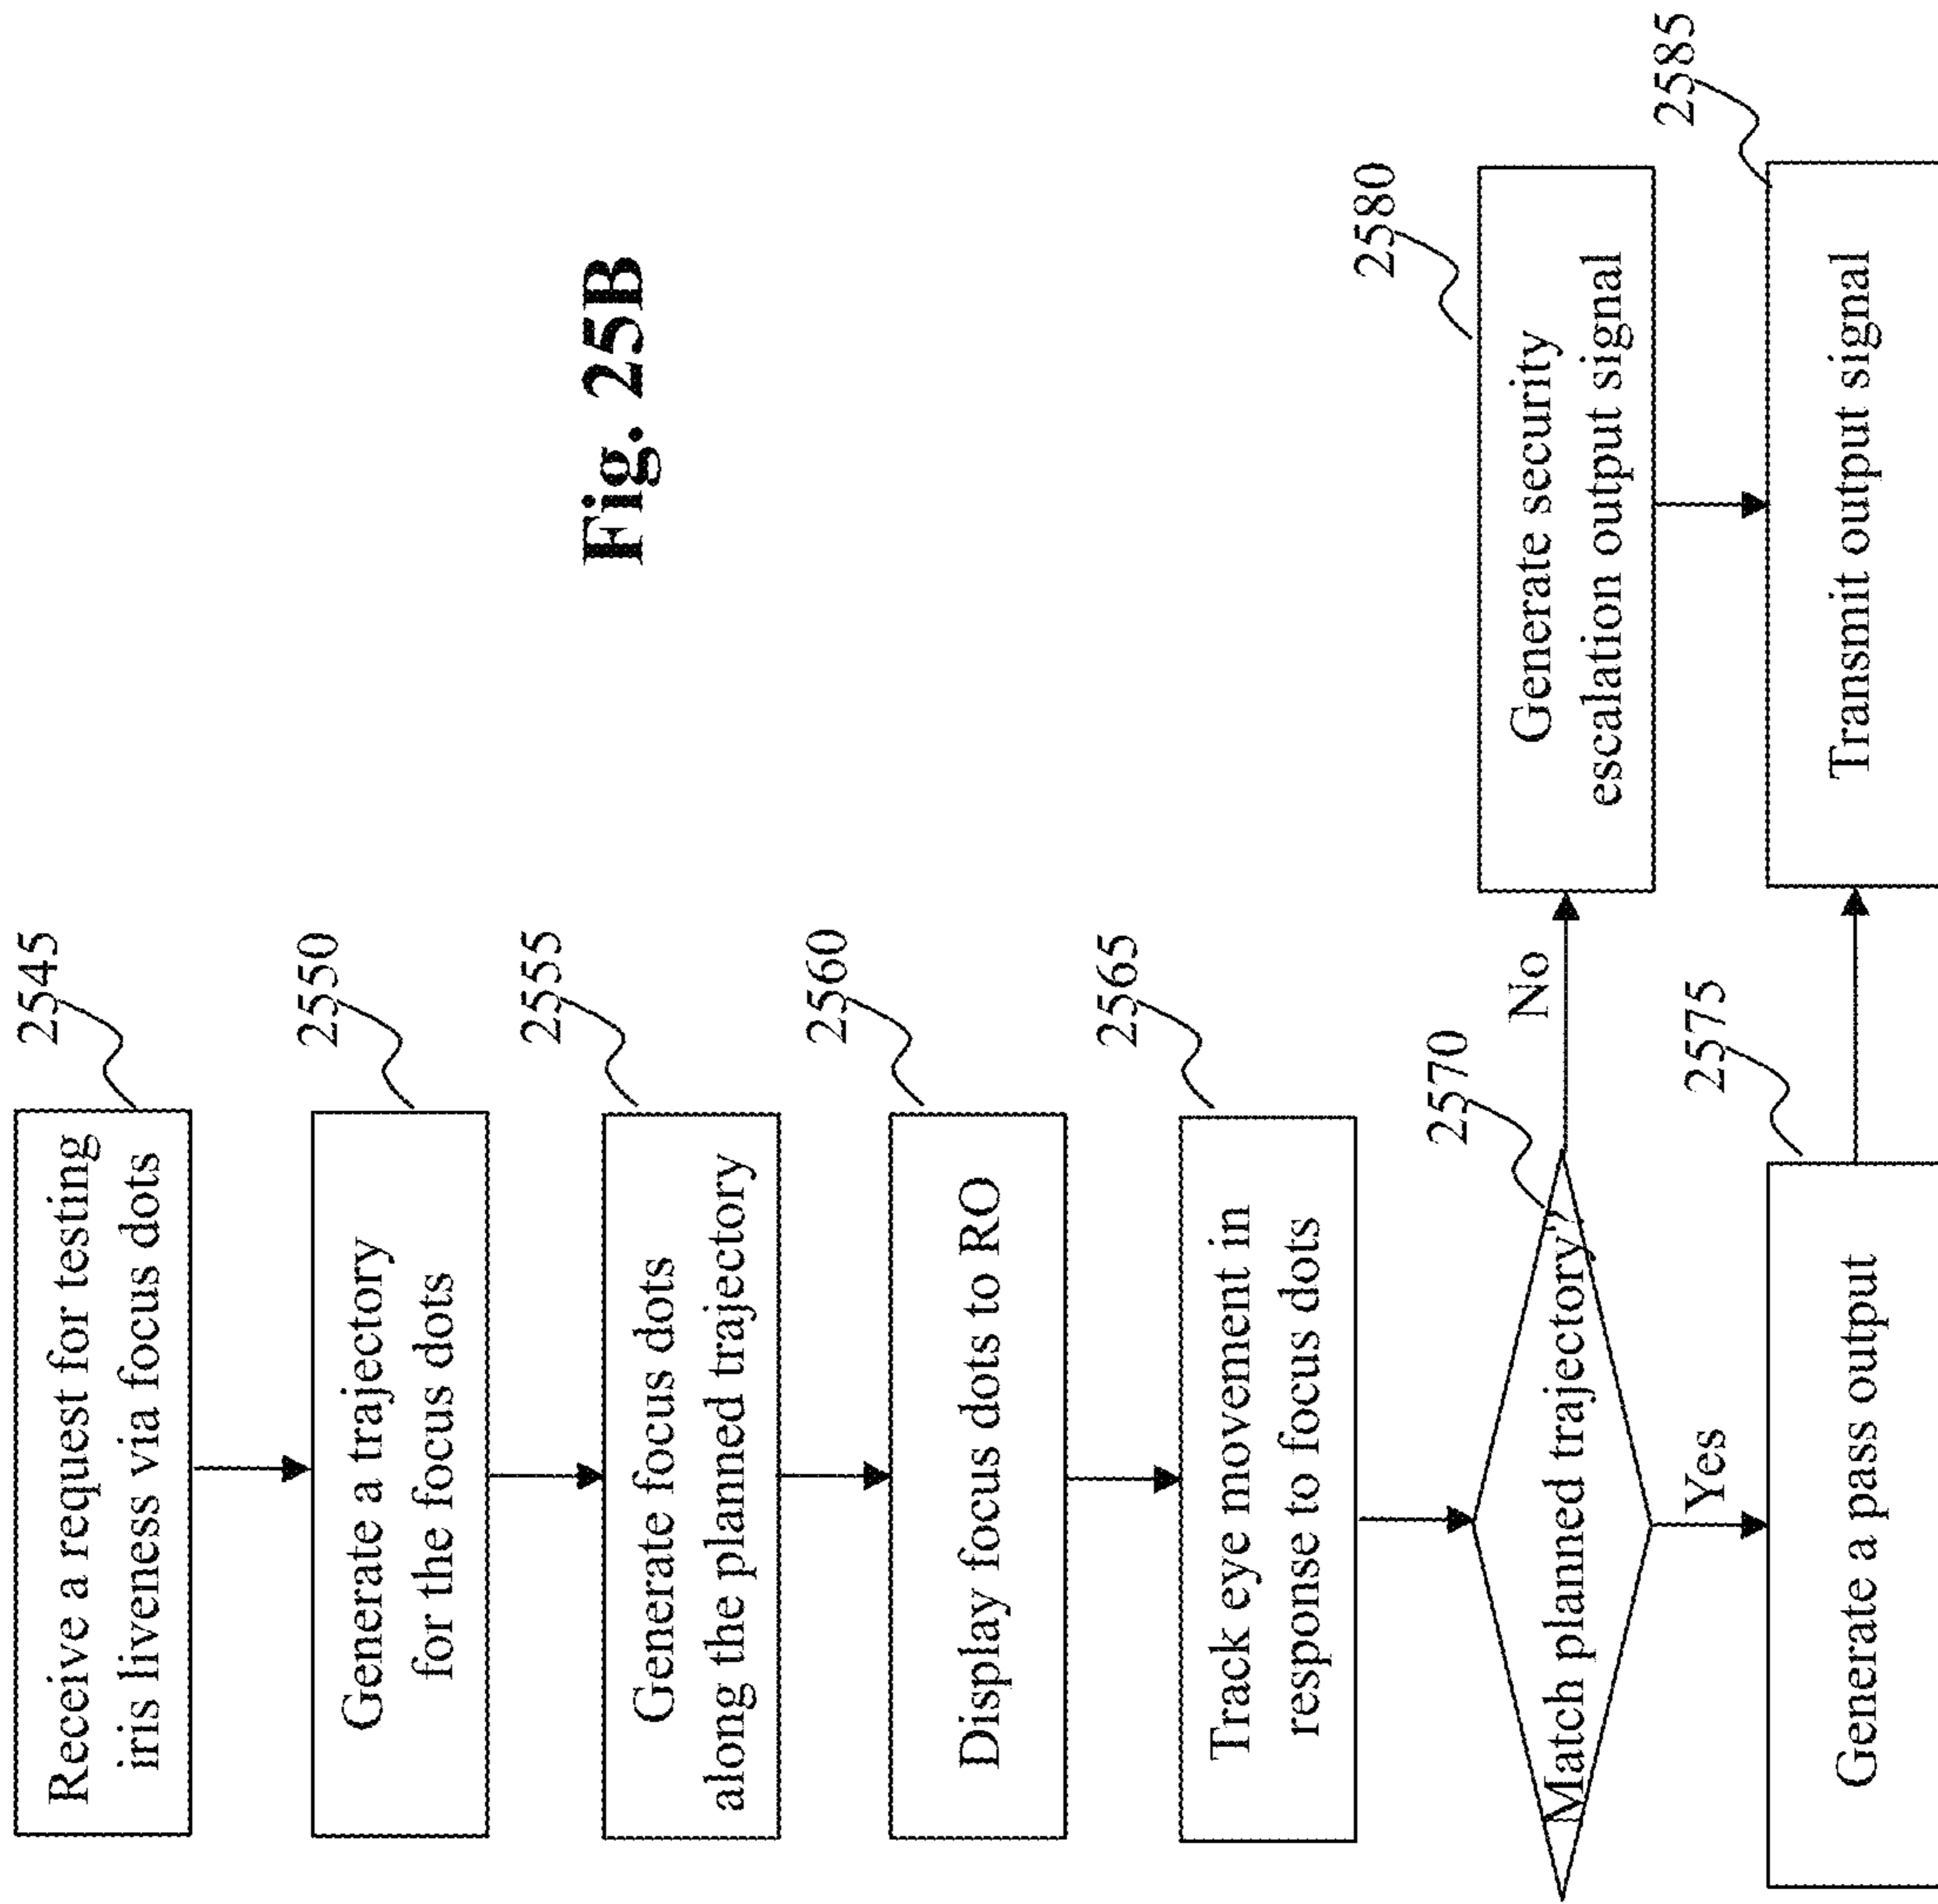 2545
Receive a request for testing
iris liveness via focus dots
2550
Generate a trajectory
for the focus dots
2555
Generate focus dots
along the planned trajectory
2560
Display focus dots to RO
2565
Track eye movement in
response to focus dots
2570
Match planned trajectory?
No
Yes
2575
Generate a pass output
2580
Generate security
escalation output signal
2585
Transmit output signal
Fig. 25B